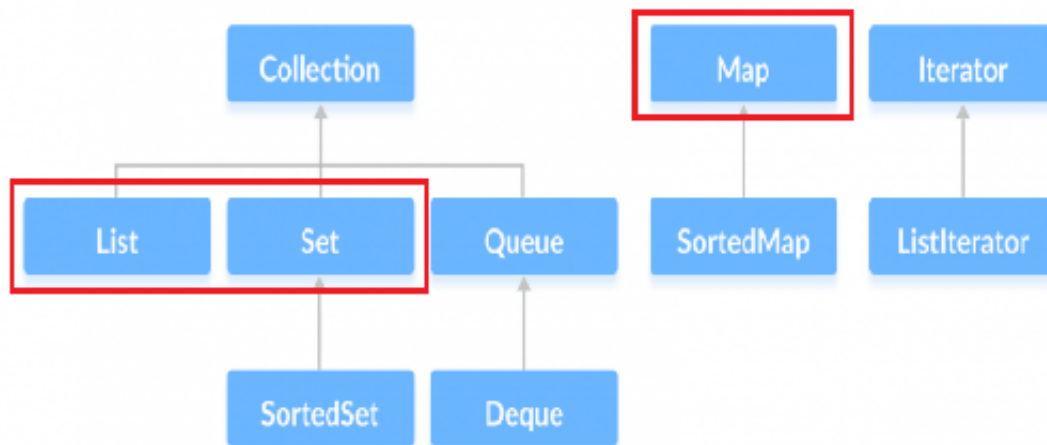 Collection
Map
Iterator
List
Set
Queue
SortedMap
ListIterator
SortedSet
Deque